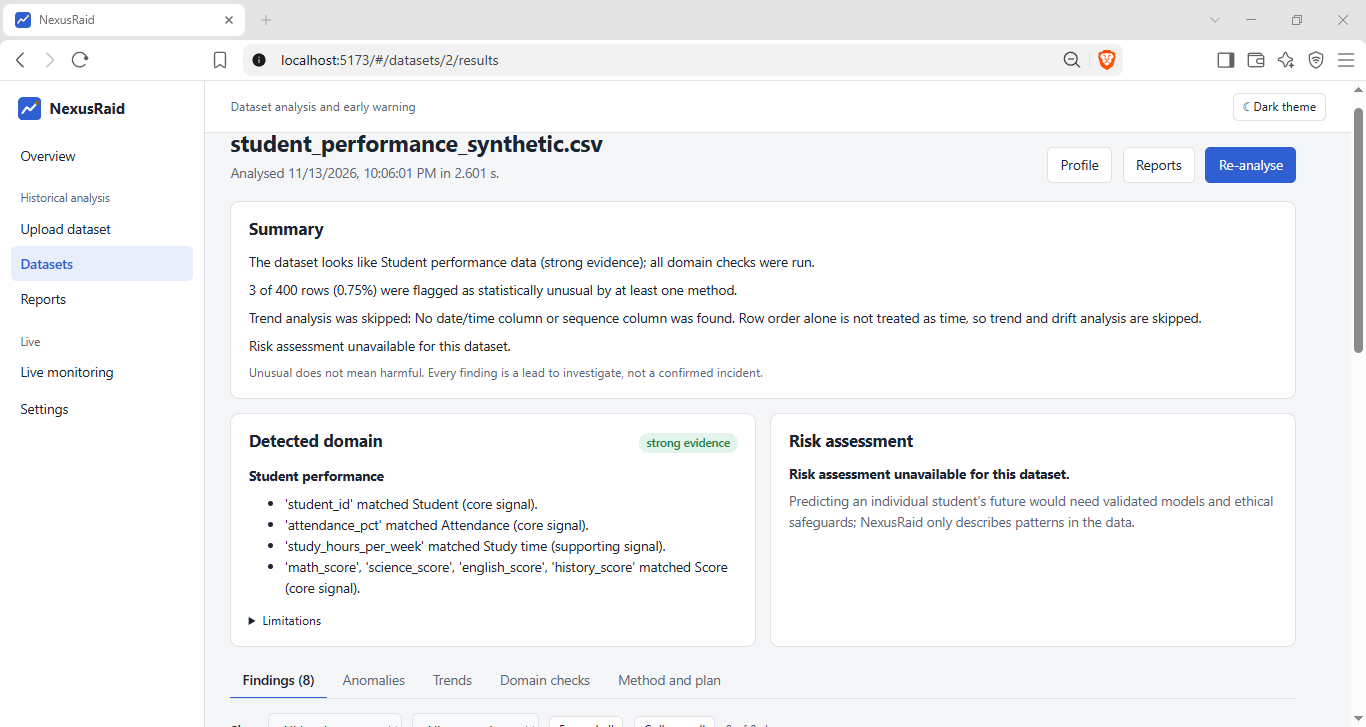 NexusRaid
localhost:5173/#/datasets/2/results
NexusRaid
Dataset analysis and early warning
Dark theme
Overview
Historical analysis
Upload dataset
Datasets
Reports
Live
Live monitoring
Settings
student_performance_synthetic.csv
Analysed 11/13/2026, 10:06:01 PM in 2.601 s.
Profile
Reports
Re-analyse
Summary
The dataset looks like Student performance data (strong evidence); all domain checks were run.
3 of 400 rows (0.75%) were flagged as statistically unusual by at least one method.
Trend analysis was skipped: No date/time column or sequence column was found. Row order alone is not treated as time, so trend and drift analysis are skipped.
Risk assessment unavailable for this dataset.
Unusual does not mean harmful. Every finding is a lead to investigate, not a confirmed incident.
Detected domain
strong evidence
Student performance
'student_id' matched Student (core signal).
'attendance_pct' matched Attendance (core signal).
'study_hours_per_week' matched Study time (supporting signal).
'math_score', 'science_score', 'english_score', 'history_score' matched Score
(core signal).
Limitations
Risk assessment
Risk assessment unavailable for this dataset.
Predicting an individual student's future would need validated models and ethical
safeguards; NexusRaid only describes patterns in the data.
Findings (8)
Anomalies
Trends
Domain checks
Method and plan